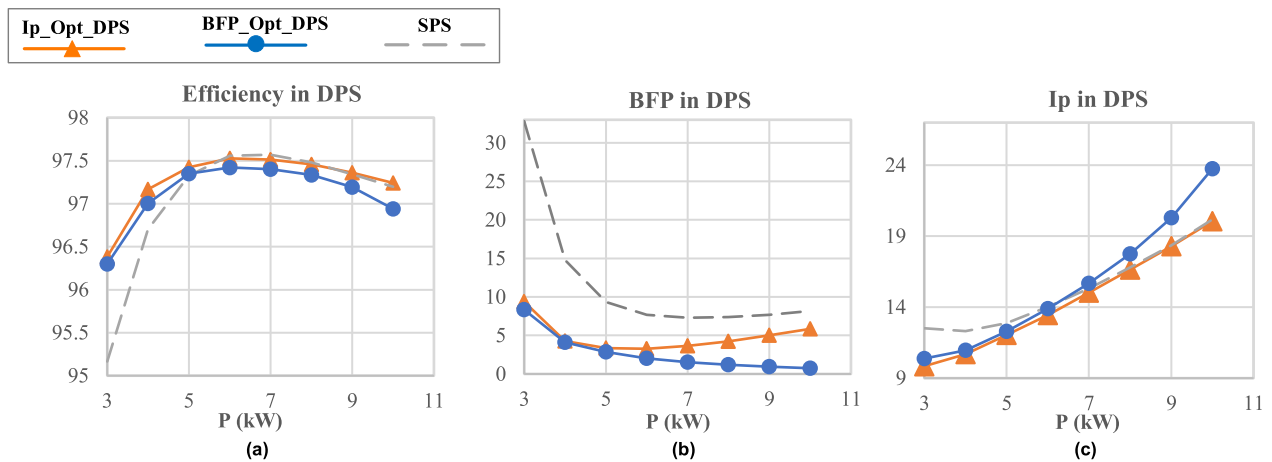 Ip_Opt_DPS BFP_Opt_DPS SPS
Efficiency in DPS
98
97.5
97
96.5
96
95.5
95
3 5 7 9 11
P (kW)
(a)
BFP in DPS
30
25
20
15
10
5
0
3 5 7 9 11
P (kW)
(b)
Ip in DPS
24
19
14
9
3 5 7 9 11
P (kW)
(c)